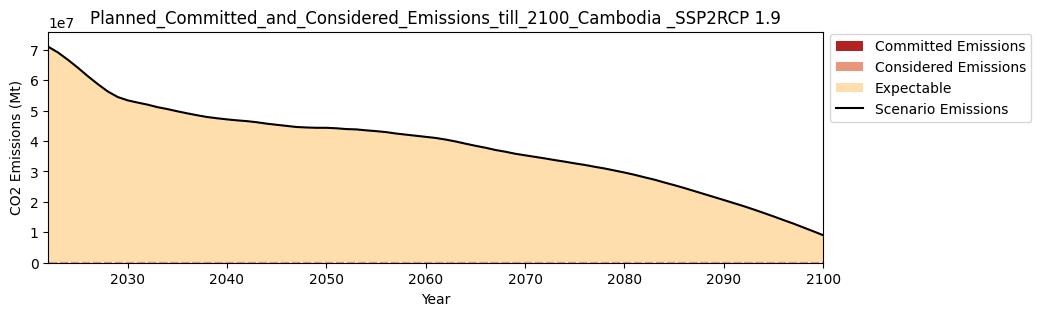 Planned_Committed_and_Considered_Emissions_till_2100_Cambodia _SSP2RCP 1.9
1e7
7
6
5
4
3
2
1
0
CO2 Emissions (Mt)
2030 2040 2050 2060 2070 2080 2090 2100
Year
Committed Emissions
Considered Emissions
Expectable
Scenario Emissions